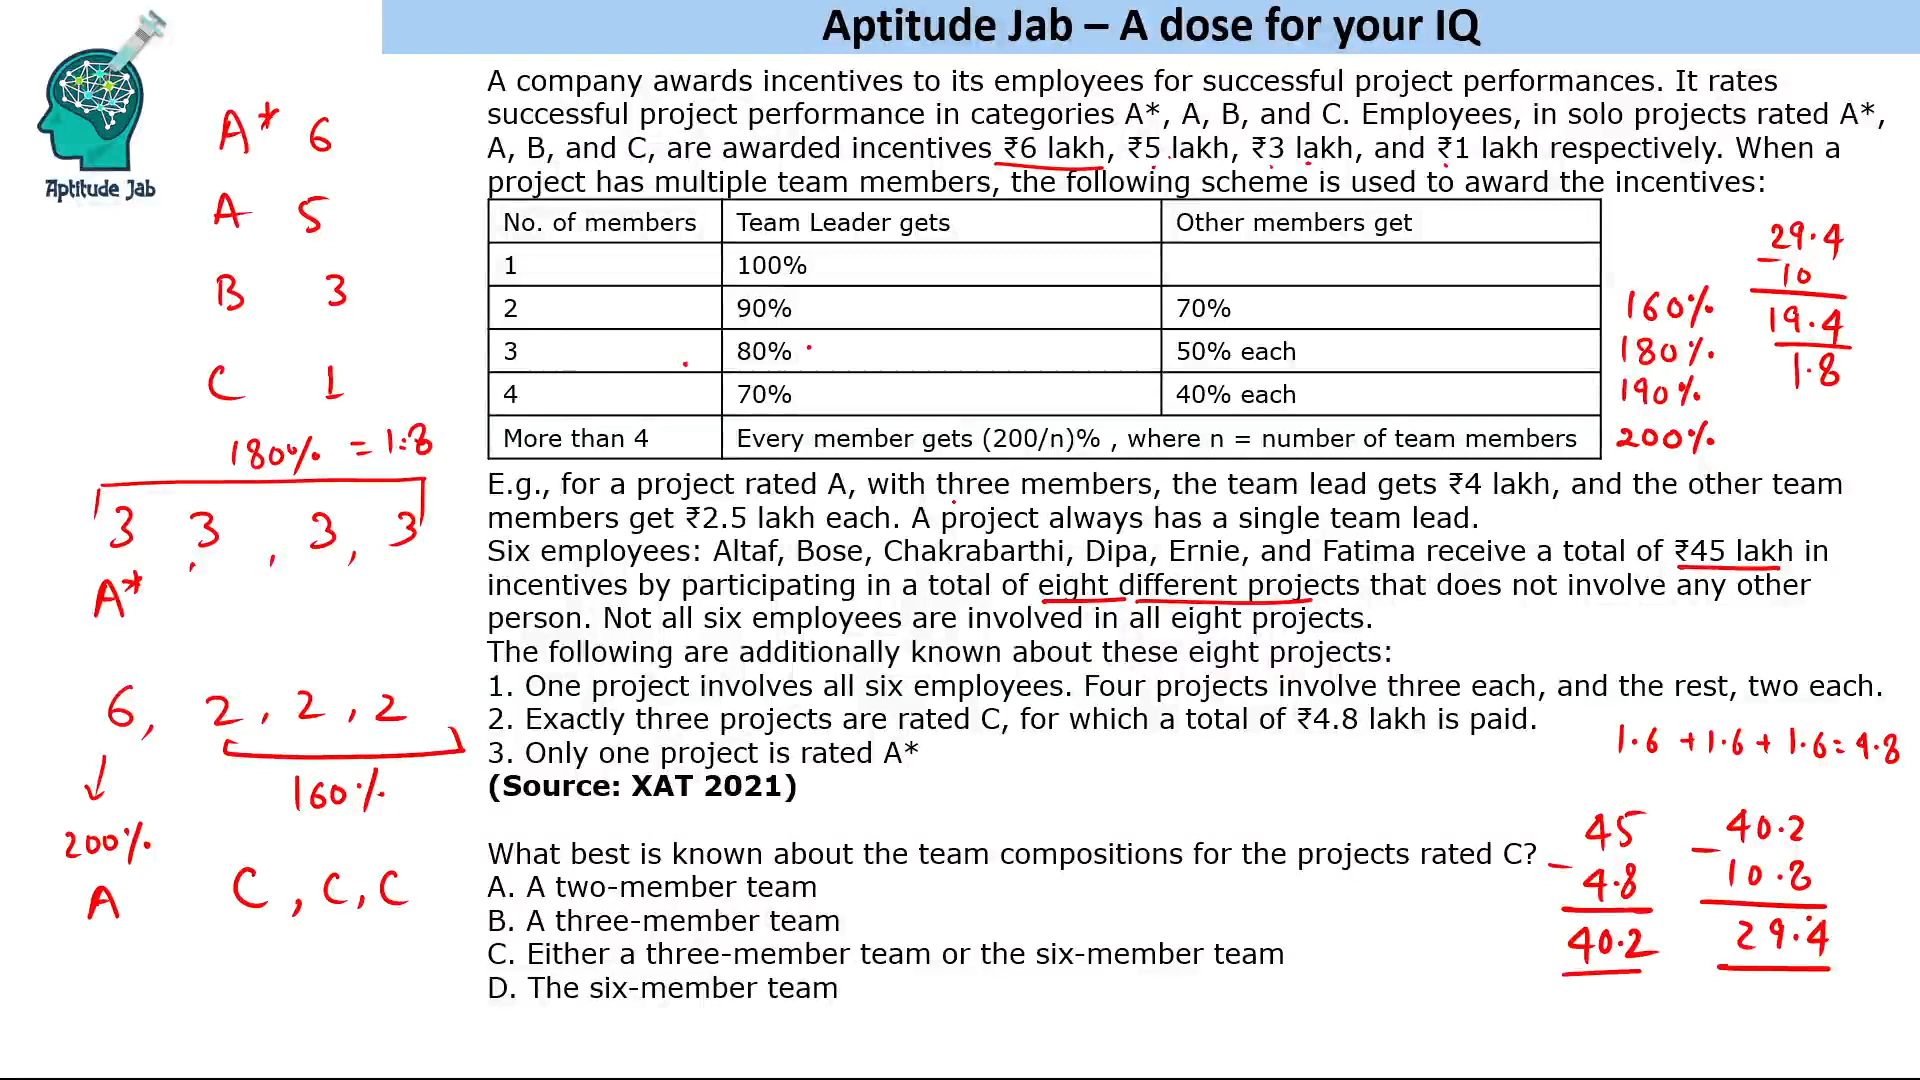 Aptitude Jab – A dose for your IQ
Aptitude Jab
A company awards incentives to its employees for successful project performances. It rates
successful project performance in categories A*, A, B, and C. Employees, in solo projects rated A*,
A, B, and C, are awarded incentives ₹6 lakh, ₹5 lakh, ₹3 lakh, and ₹1 lakh respectively. When a
project has multiple team members, the following scheme is used to award the incentives:
No. of members Team Leader gets Other members get
1 100%
2 90% 70%
3 80% 50% each
4 70% 40% each
More than 4 Every member gets (200/n)% , where n = number of team members
E.g., for a project rated A, with three members, the team lead gets ₹4 lakh, and the other team
members get ₹2.5 lakh each. A project always has a single team lead.
Six employees: Altaf, Bose, Chakrabarthi, Dipa, Ernie, and Fatima receive a total of ₹45 lakh in
incentives by participating in a total of eight different projects that does not involve any other
person. Not all six employees are involved in all eight projects.
The following are additionally known about these eight projects:
1. One project involves all six employees. Four projects involve three each, and the rest, two each.
2. Exactly three projects are rated C, for which a total of ₹4.8 lakh is paid.
3. Only one project is rated A*
(Source: XAT 2021)
What best is known about the team compositions for the projects rated C?
A. A two-member team
B. A three-member team
C. Either a three-member team or the six-member team
D. The six-member team
A* 6
A 5
B 3
C 1
180% = 1.8
3 3 , 3, 3
A*
6, 2, 2, 2
160%
200%
A C, C, C
160%
180%
190%
200%
29.4
- 10
19.4
1.8
1.6 + 1.6 + 1.6 = 4.8
45
- 4.8
40.2
40.2
- 10.8
29.4